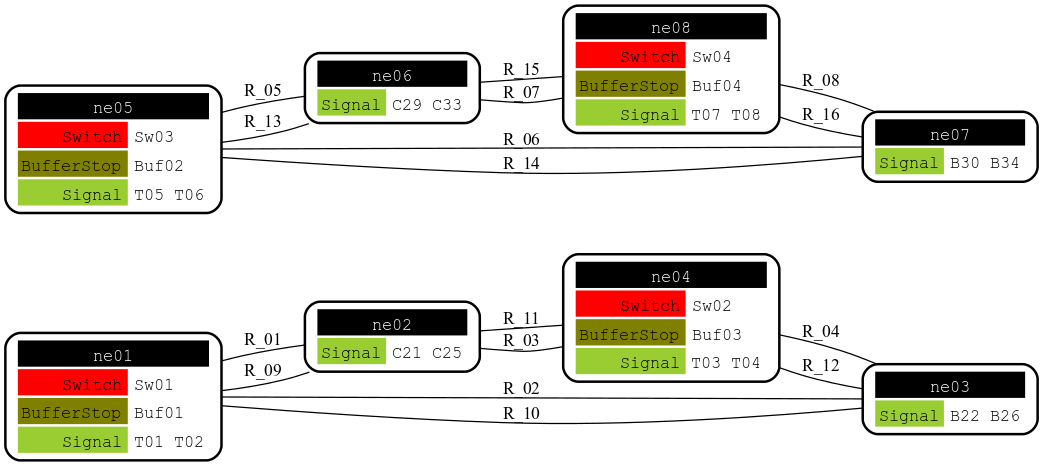 ne05
Switch Sw03
BufferStop Buf02
Signal T05 T06
R_05
R_13
ne06
Signal C29 C33
R_15
R_07
R_06
R_14
ne08
Switch Sw04
BufferStop Buf04
Signal T07 T08
R_08
R_16
ne07
Signal B30 B34
ne01
Switch Sw01
BufferStop Buf01
Signal T01 T02
R_01
R_09
ne02
Signal C21 C25
R_11
R_03
R_02
R_10
ne04
Switch Sw02
BufferStop Buf03
Signal T03 T04
R_04
R_12
ne03
Signal B22 B26